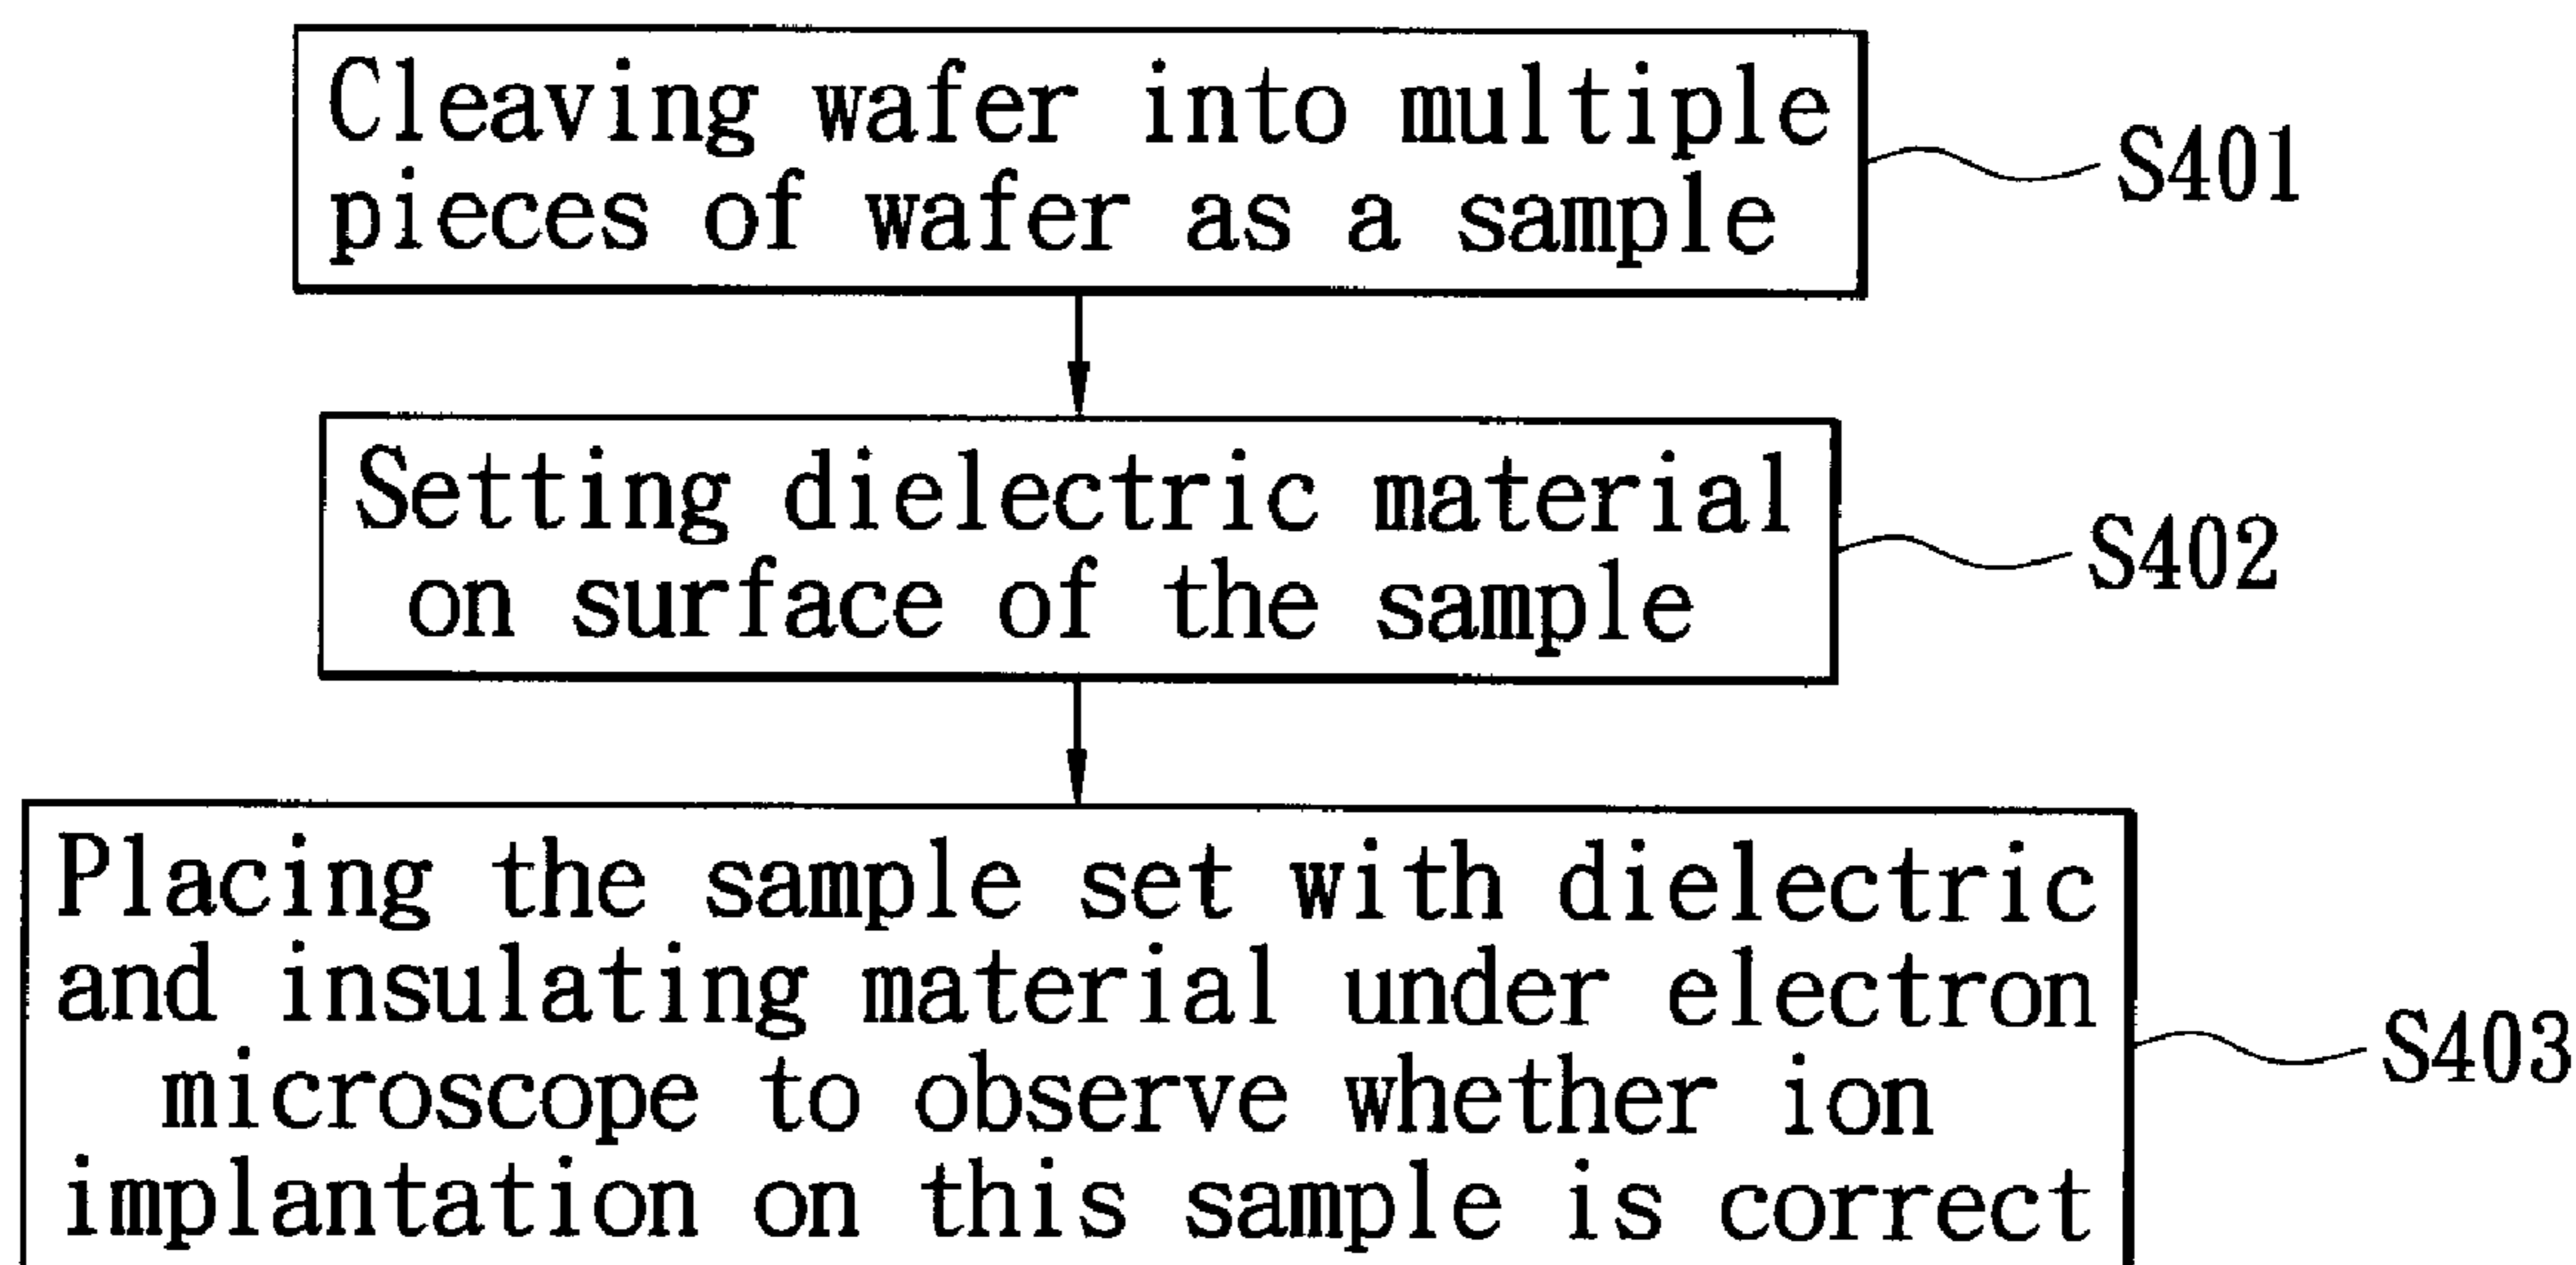 Cleaving wafer into multiple
pieces of wafer as a sample
S401
Setting dielectric material
on surface of the sample
S402
Placing the sample set with dielectric
and insulating material under electron
microscope to observe whether ion
implantation on this sample is correct
S403